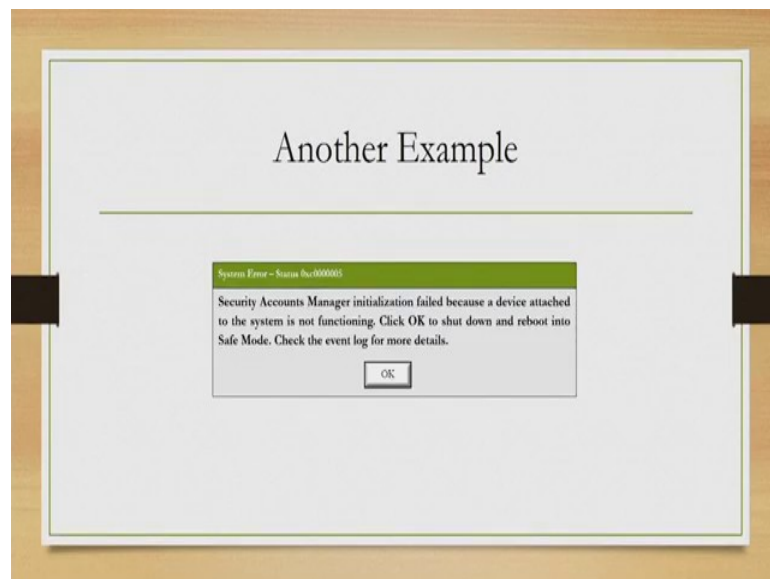 Another Example
System Error – Status 0xc0000005
Security Accounts Manager initialization failed because a device attached
to the system is not functioning. Click OK to shut down and reboot into
Safe Mode. Check the event log for more details.
OK